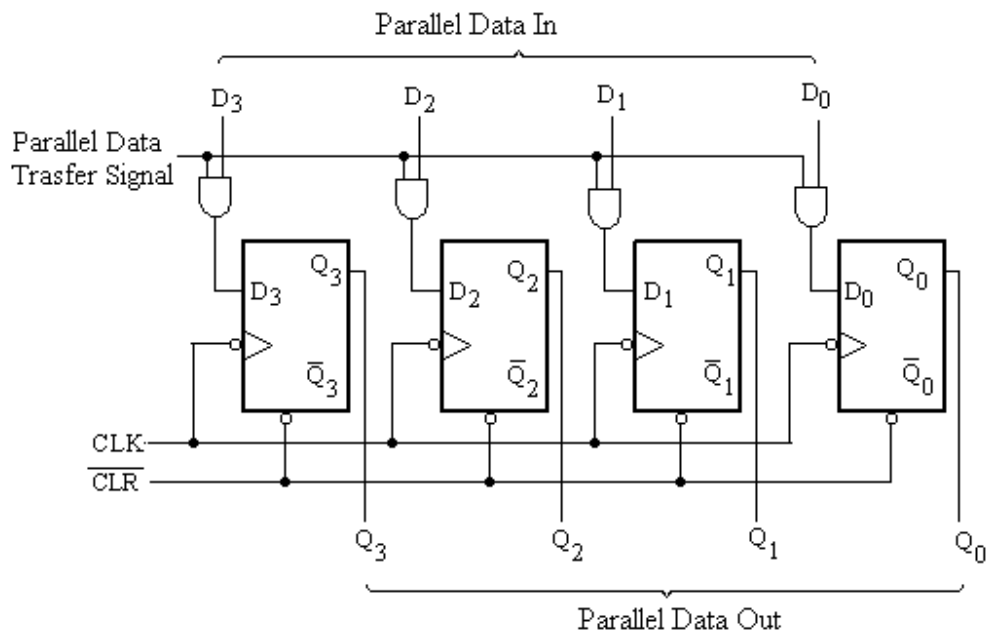 Parallel Data In
D3 D2 D1 D0
Parallel Data
Trasfer Signal
Q3 Q2 Q1 Q0
D3 D2 D1 D0
Q̅3 Q̅2 Q̅1 Q̅0
CLK
C̅L̅R̅
Q3 Q2 Q1 Q0
Parallel Data Out